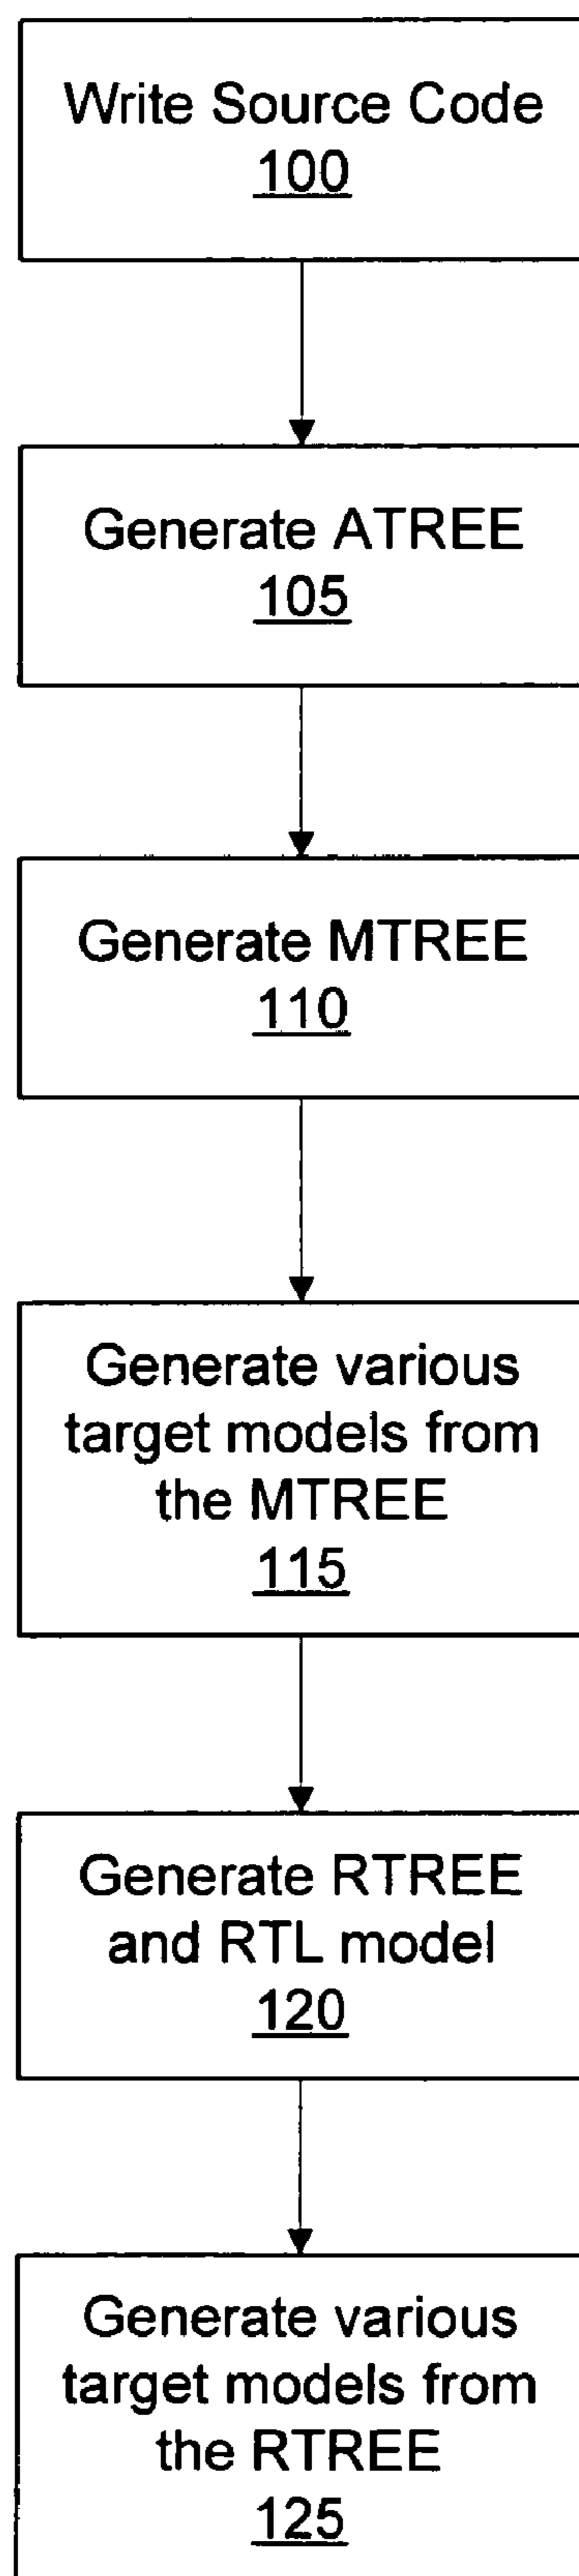 Write Source Code
100
Generate ATREE
105
Generate MTREE
110
Generate various
target models from
the MTREE
115
Generate RTREE
and RTL model
120
Generate various
target models from
the RTREE
125